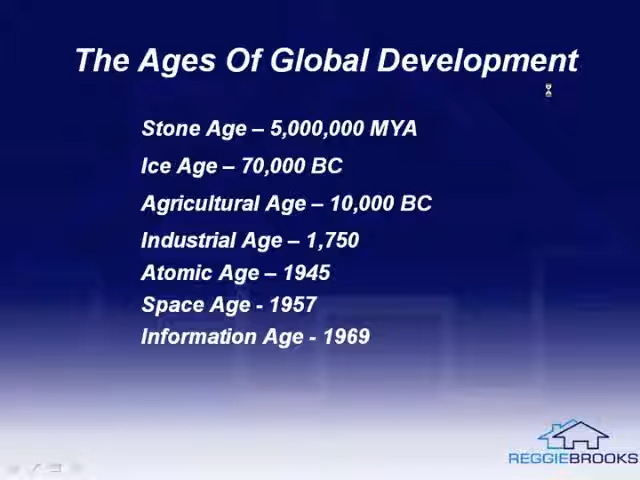 The Ages Of Global Development
Stone Age – 5,000,000 MYA
Ice Age – 70,000 BC
Agricultural Age – 10,000 BC
Industrial Age – 1,750
Atomic Age – 1945
Space Age - 1957
Information Age - 1969
REGGIEBROOKS